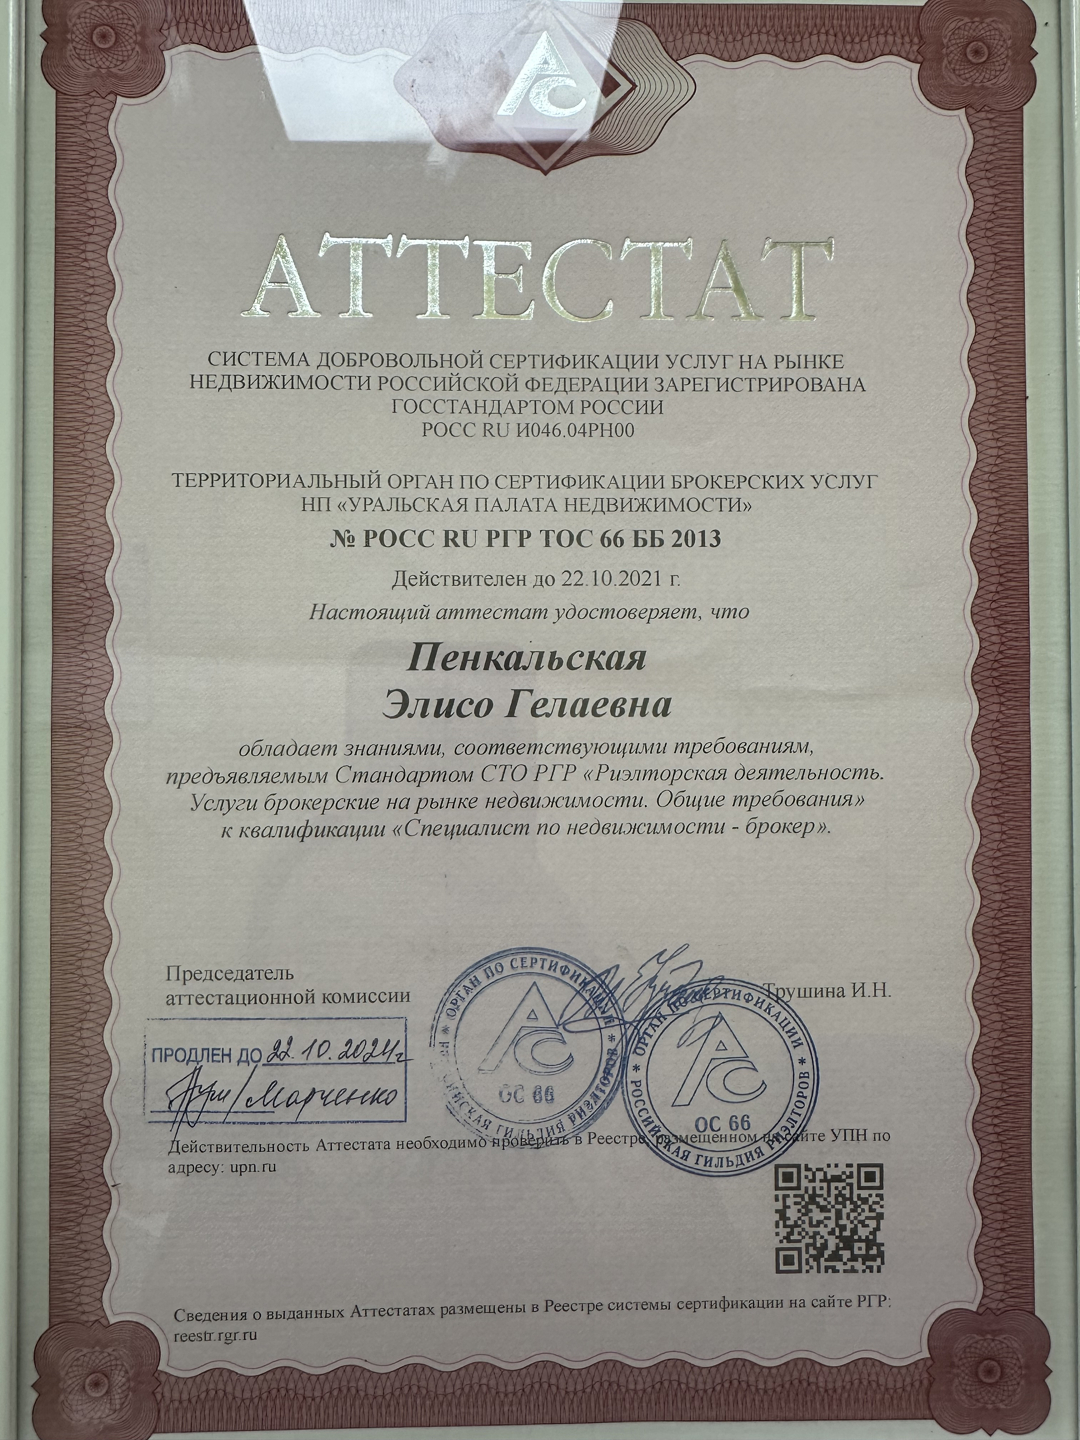 АС
АТТЕСТАТ
СИСТЕМА ДОБРОВОЛЬНОЙ СЕРТИФИКАЦИИ УСЛУГ НА РЫНКЕ
НЕДВИЖИМОСТИ РОССИЙСКОЙ ФЕДЕРАЦИИ ЗАРЕГИСТРИРОВАНА
ГОССТАНДАРТОМ РОССИИ
РОСС RU И046.04РН00
ТЕРРИТОРИАЛЬНЫЙ ОРГАН ПО СЕРТИФИКАЦИИ БРОКЕРСКИХ УСЛУГ
НП «УРАЛЬСКАЯ ПАЛАТА НЕДВИЖИМОСТИ»
№ РОСС RU РГР ТОС 66 ББ 2013
Действителен до 22.10.2021 г.
Настоящий аттестат удостоверяет, что
Пенкальская
Элисо Гелаевна
обладает знаниями, соответствующими требованиям,
предъявляемым Стандартом СТО РГР «Риэлторская деятельность.
Услуги брокерские на рынке недвижимости. Общие требования»
к квалификации «Специалист по недвижимости - брокер».
Председатель
аттестационной комиссии
Трушина И.Н.
ПРОДЛЕН ДО 22.10.2024г
Марченко
ОРГАН ПО СЕРТИФИКАЦИИ * РОССИЙСКАЯ ГИЛЬДИЯ РИЭЛТОРОВ *
АС
ОС 66
ОРГАН ПО СЕРТИФИКАЦИИ * РОССИЙСКАЯ ГИЛЬДИЯ РИЭЛТОРОВ *
АС
ОС 66
Действительность Аттестата необходимо проверить в Реестре, размещенном на сайте УПН по
адресу: upn.ru
Сведения о выданных Аттестатах размещены в Реестре системы сертификации на сайте РГР:
reestr.rgr.ru